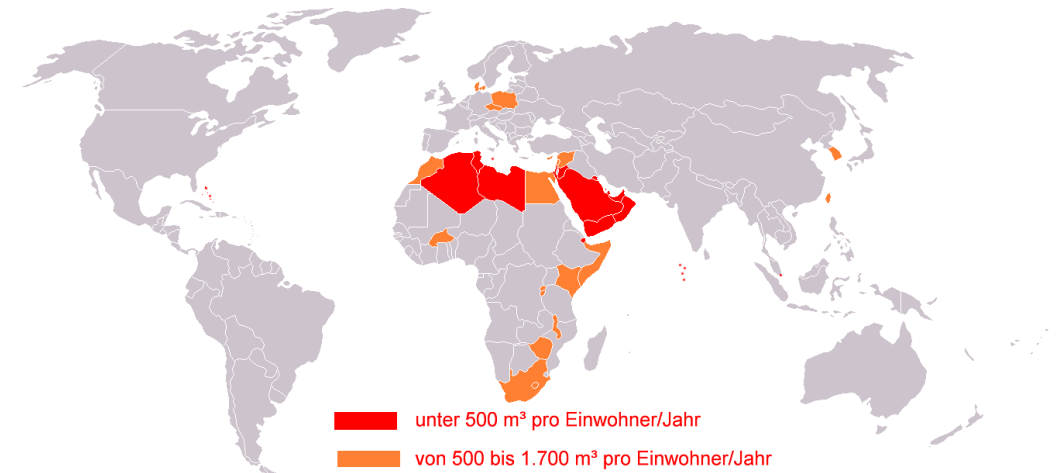 unter 500 m³ pro Einwohner/Jahr
von 500 bis 1.700 m³ pro Einwohner/Jahr